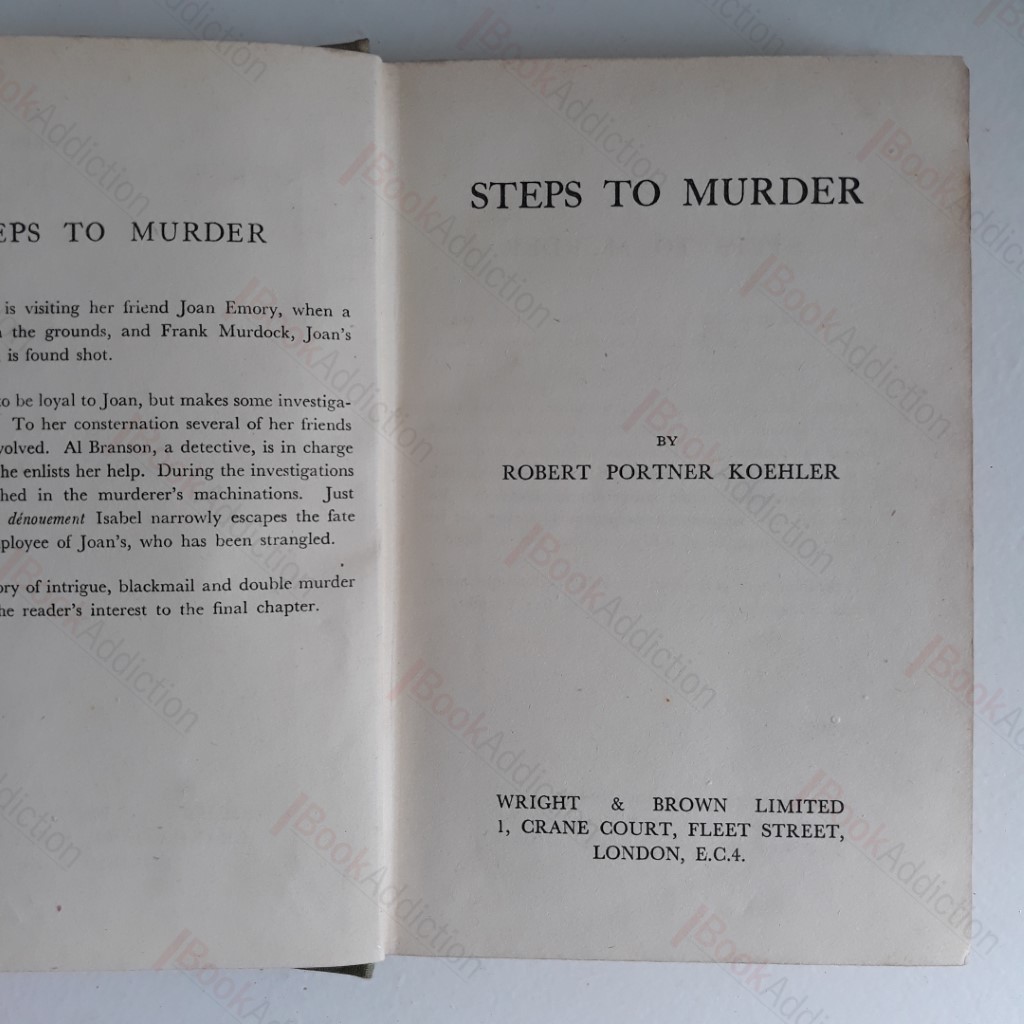 EPS TO MURDER
is visiting her friend Joan Emory, when a
the grounds, and Frank Murdock, Joan's
is found shot.
to be loyal to Joan, but makes some investiga-
To her consternation several of her friends
volved. Al Branson, a detective, is in charge
he enlists her help. During the investigations
hed in the murderer's machinations. Just
dénouement Isabel narrowly escapes the fate
ployee of Joan's, who has been strangled.
ory of intrigue, blackmail and double murder
he reader's interest to the final chapter.
STEPS TO MURDER
BY
ROBERT PORTNER KOEHLER
WRIGHT & BROWN LIMITED
1, CRANE COURT, FLEET STREET,
LONDON, E.C.4.
BookAddiction